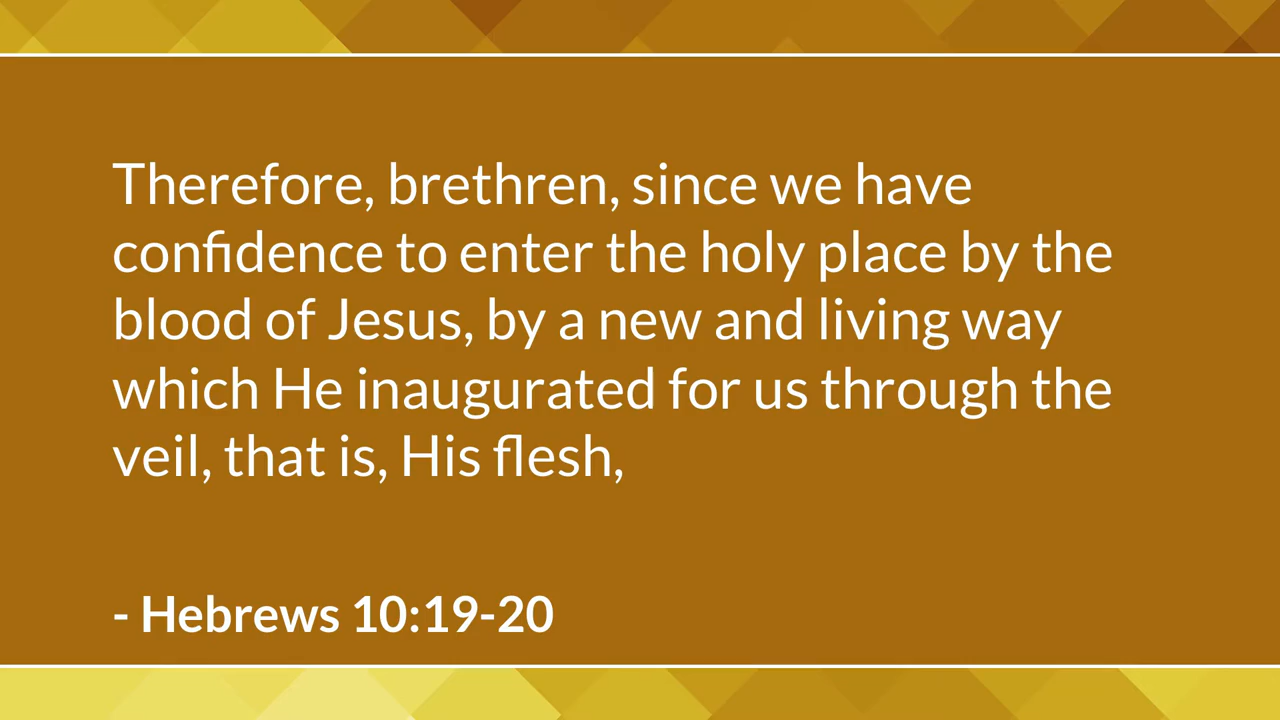 Therefore, brethren, since we have
confidence to enter the holy place by the
blood of Jesus, by a new and living way
which He inaugurated for us through the
veil, that is, His flesh,
- Hebrews 10:19-20